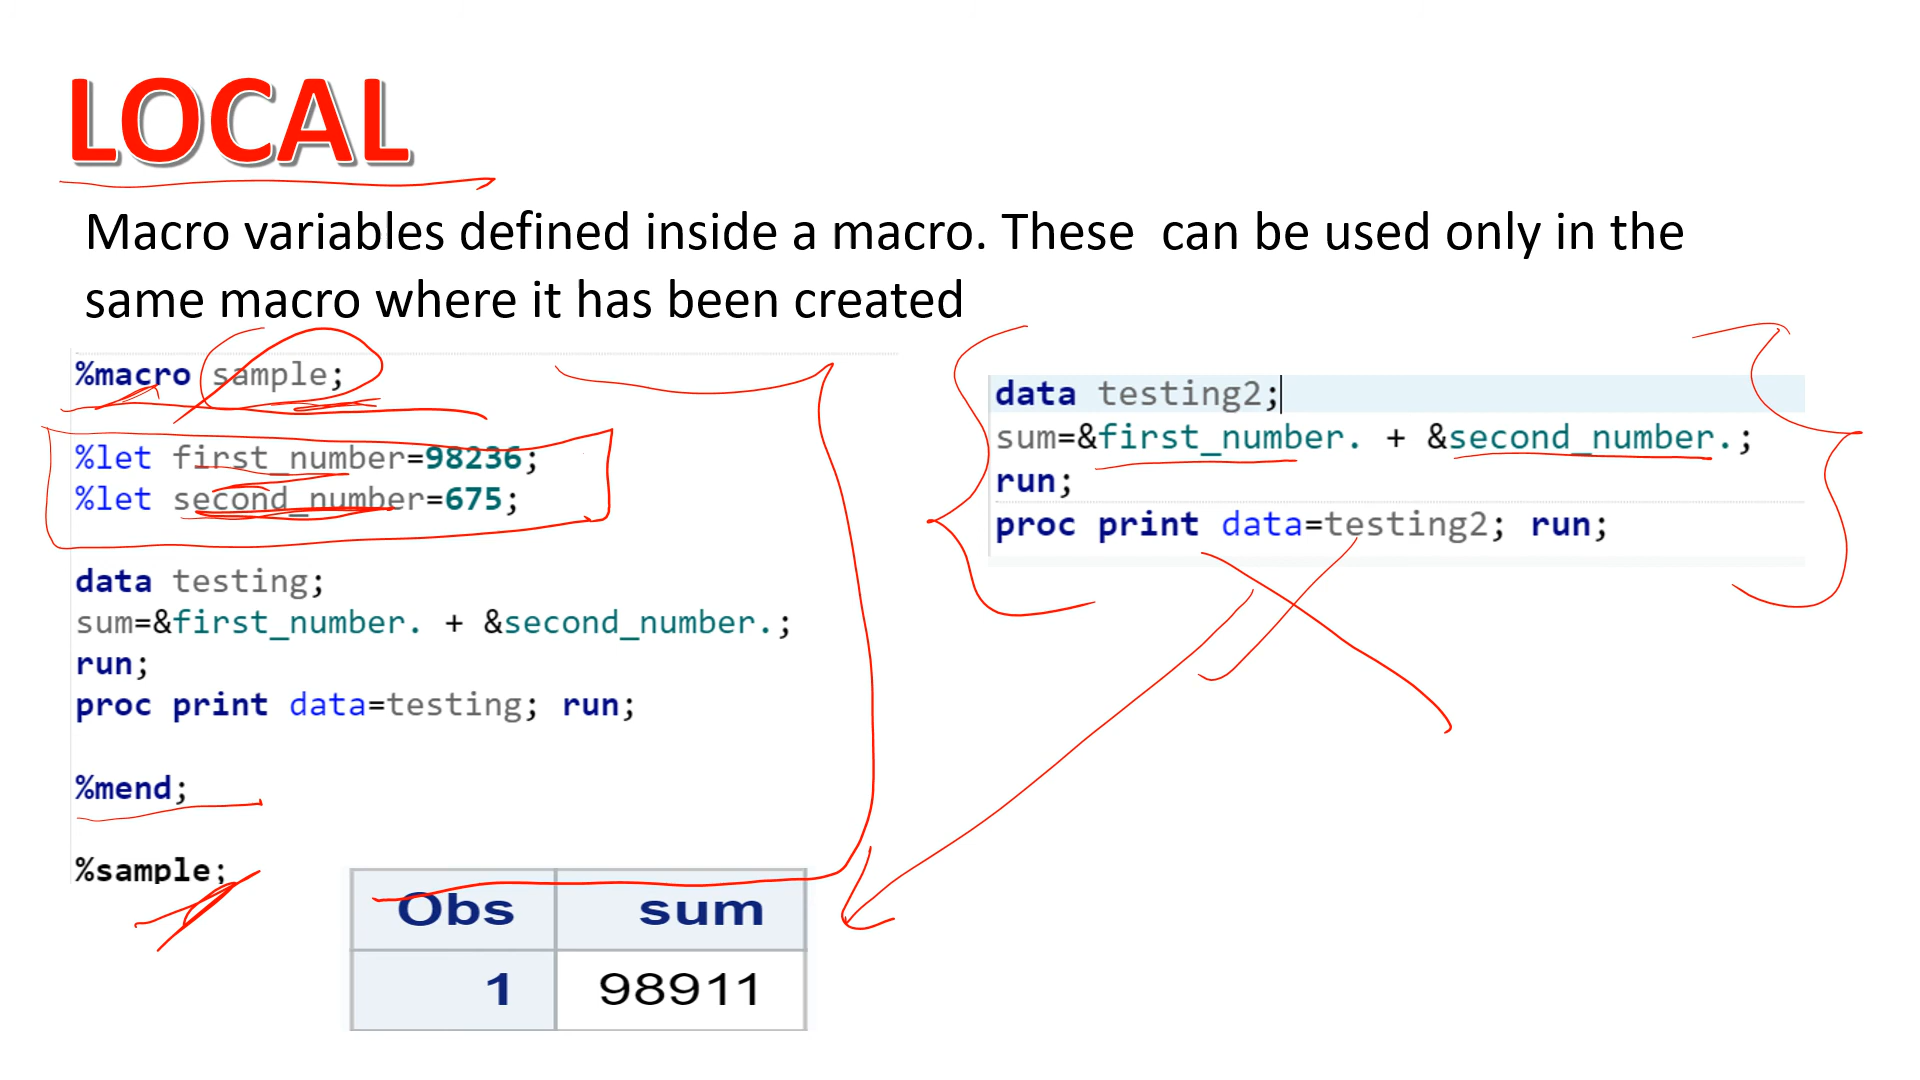 LOCAL
Macro variables defined inside a macro. These  can be used only in the
same macro where it has been created
%macro sample;
%let first_number=98236;
%let second_number=675;
data testing;
sum=&first_number. + &second_number.;
run;
proc print data=testing; run;
%mend;
%sample;
Obs sum
1 98911
data testing2;
sum=&first_number. + &second_number.;
run;
proc print data=testing2; run;